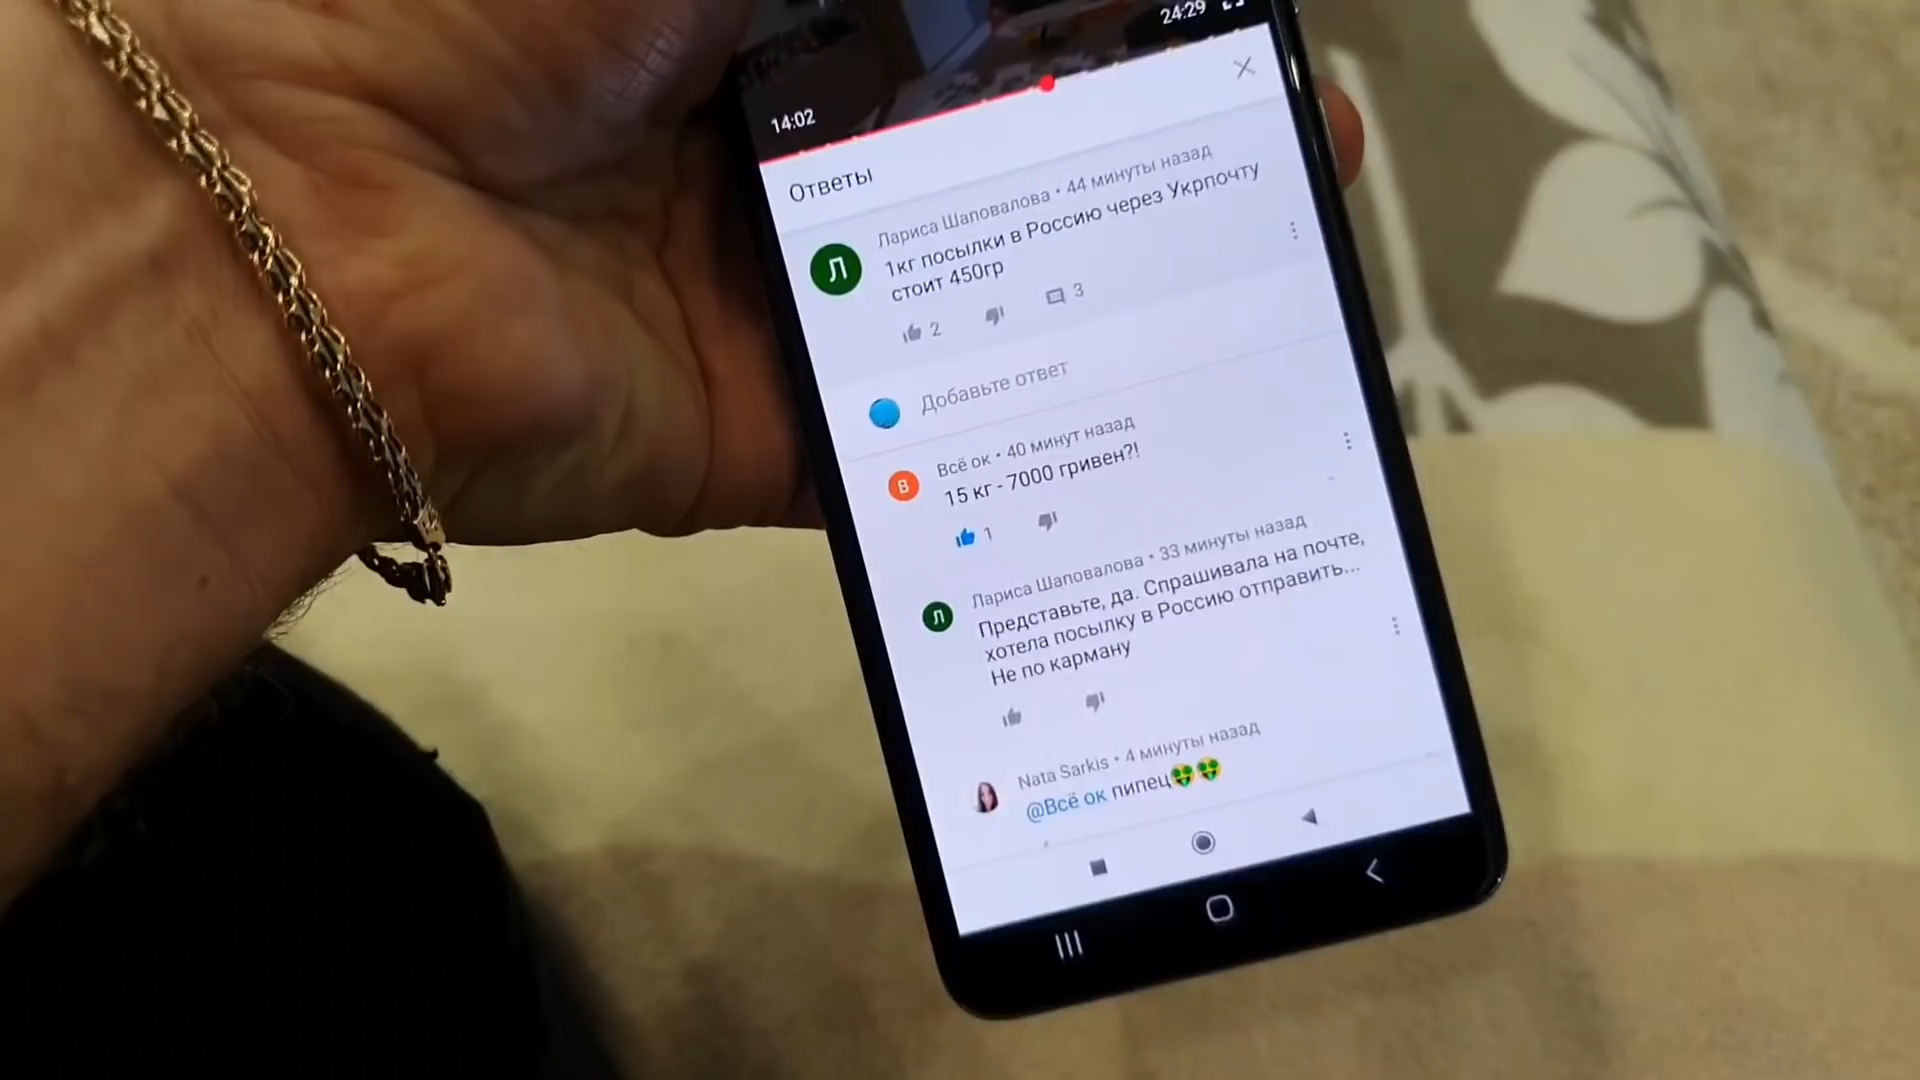 24:29
14:02
Ответы
Лариса Шаповалова • 44 минуты назад
Л
1кг посылки в Россию через Укрпочту
стоит 450гр
2
3
Добавьте ответ
Всё ок • 40 минут назад
В
15 кг - 7000 гривен?!
1
Лариса Шаповалова • 33 минуты назад
Л
Представьте, да. Спрашивала на почте,
хотела посылку в Россию отправить...
Не по карману
Nata Sarkis • 4 минуты назад
@Всё ок пипец🤑🤑